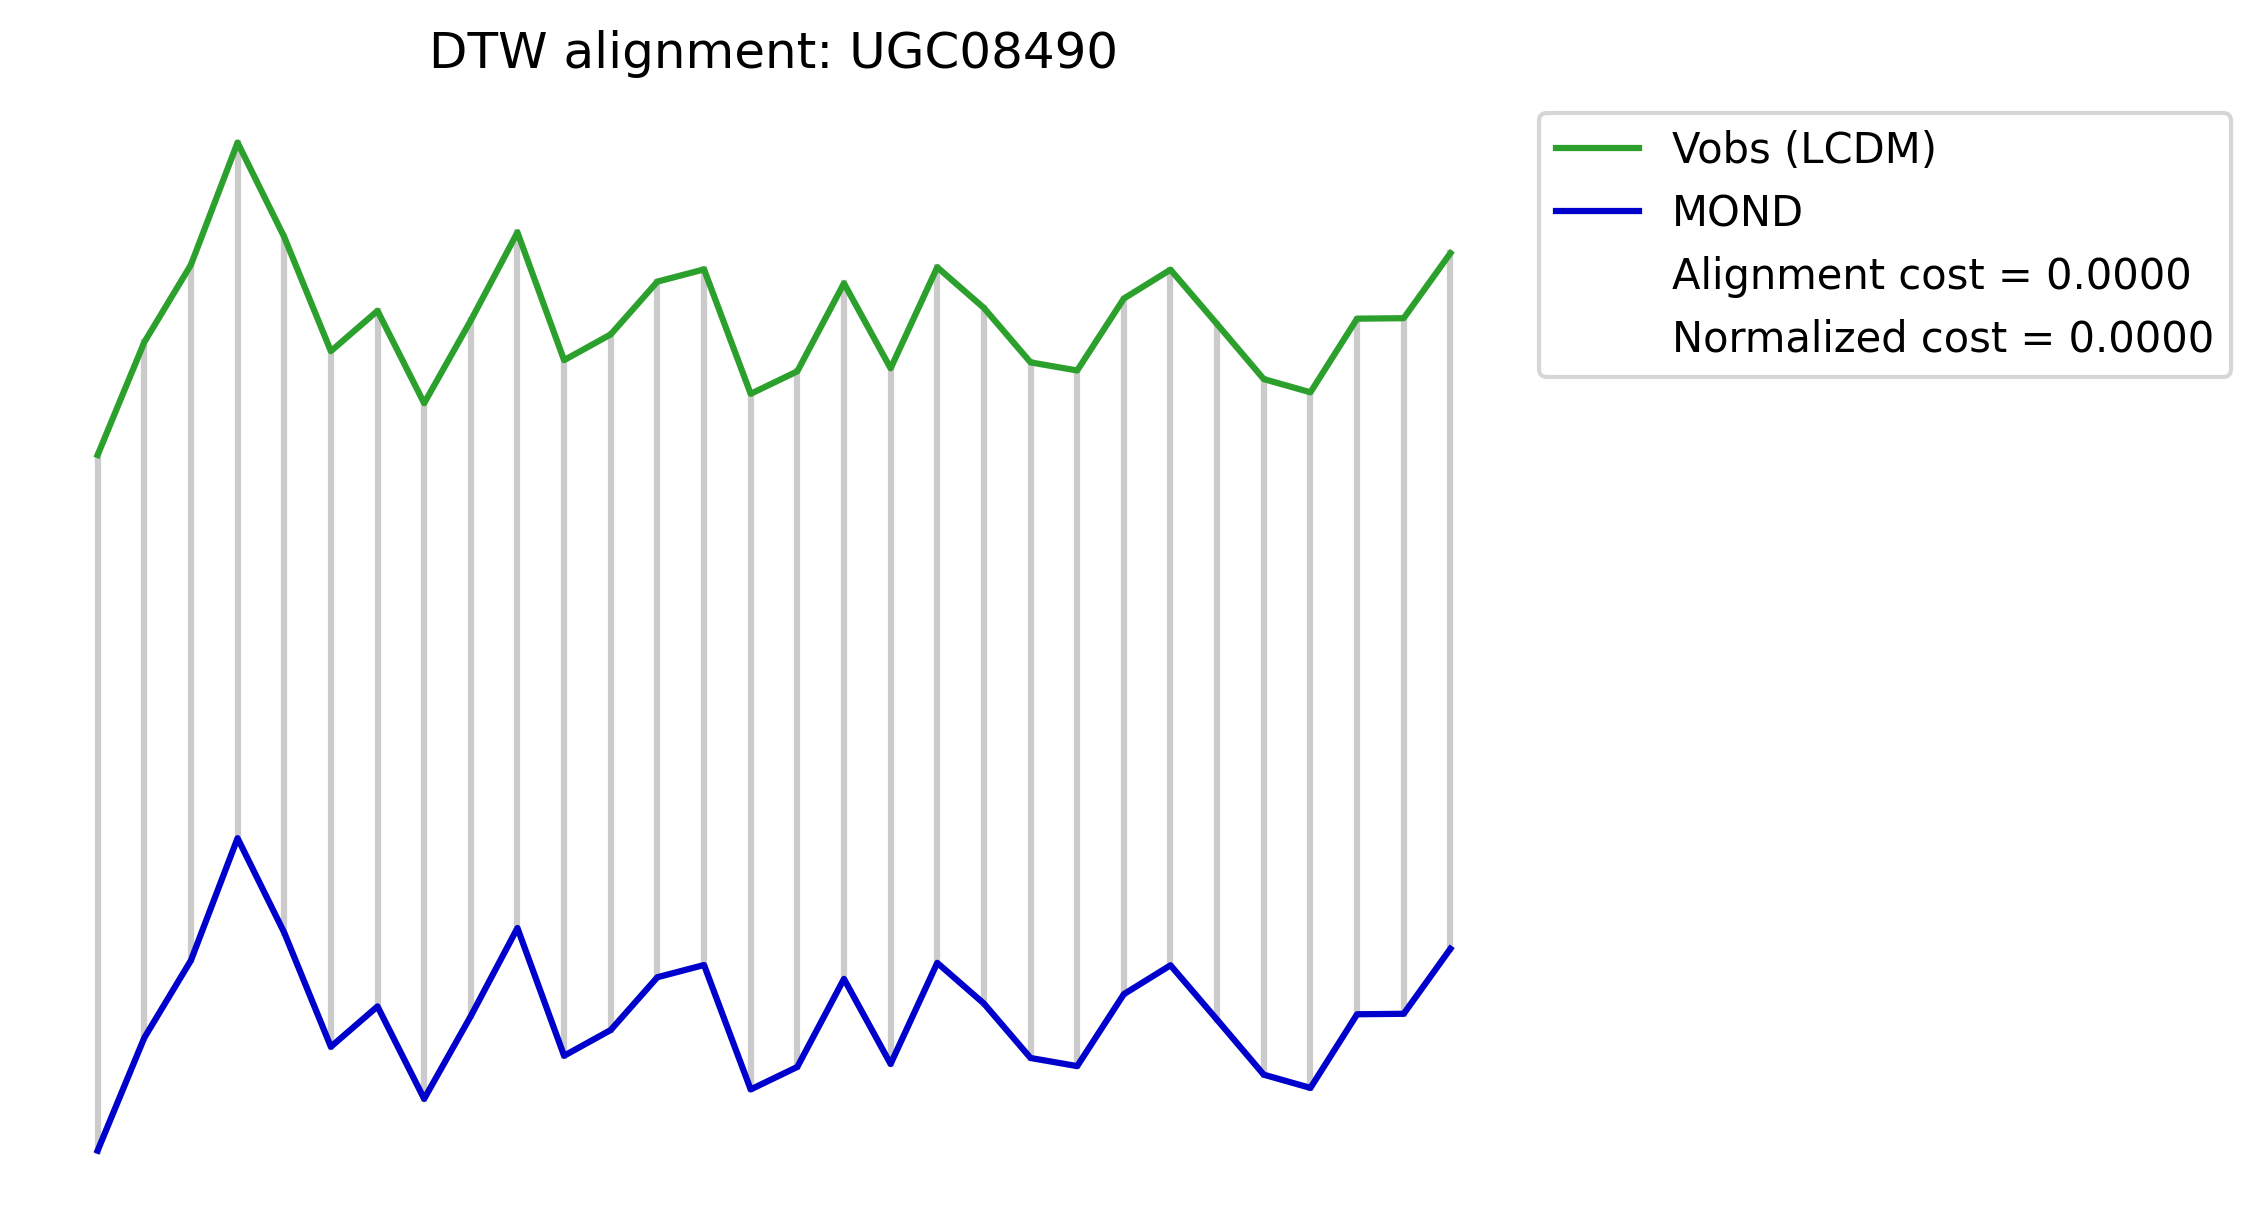 DTW alignment: UGC08490
Vobs (LCDM)
MOND
Alignment cost = 0.0000
Normalized cost = 0.0000